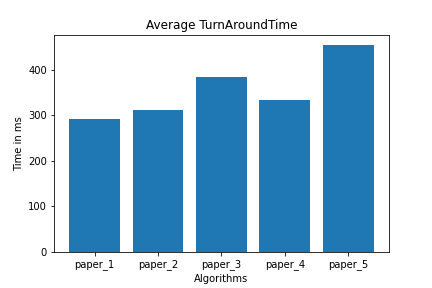 Average TurnAroundTime
Time in ms
400
300
200
100
0
paper_1 paper_2 paper_3 paper_4 paper_5
Algorithms